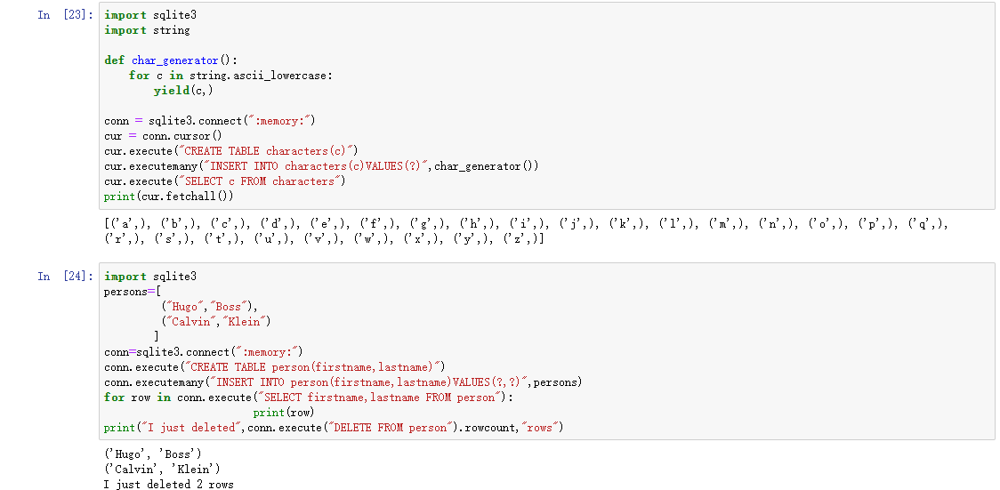 In [23]: import sqlite3
import string
def char_generator():
for c in string.ascii_lowercase:
yield(c,)
conn = sqlite3.connect(":memory:")
cur = conn.cursor()
cur.execute("CREATE TABLE characters(c)")
cur.executemany("INSERT INTO characters(c)VALUES(?)",char_generator())
cur.execute("SELECT c FROM characters")
print(cur.fetchall())
[('a',), ('b',), ('c',), ('d',), ('e',), ('f',), ('g',), ('h',), ('i',), ('j',), ('k',), ('l',), ('m',), ('n',), ('o',), ('p',), ('q',),
('r',), ('s',), ('t',), ('u',), ('v',), ('w',), ('x',), ('y',), ('z',)]
In [24]: import sqlite3
persons=[
("Hugo","Boss"),
("Calvin","Klein")
]
conn=sqlite3.connect(":memory:")
conn.execute("CREATE TABLE person(firstname,lastname)")
conn.executemany("INSERT INTO person(firstname,lastname)VALUES(?,?)",persons)
for row in conn.execute("SELECT firstname,lastname FROM person"):
print(row)
print("I just deleted",conn.execute("DELETE FROM person").rowcount,"rows")
('Hugo', 'Boss')
('Calvin', 'Klein')
I just deleted 2 rows